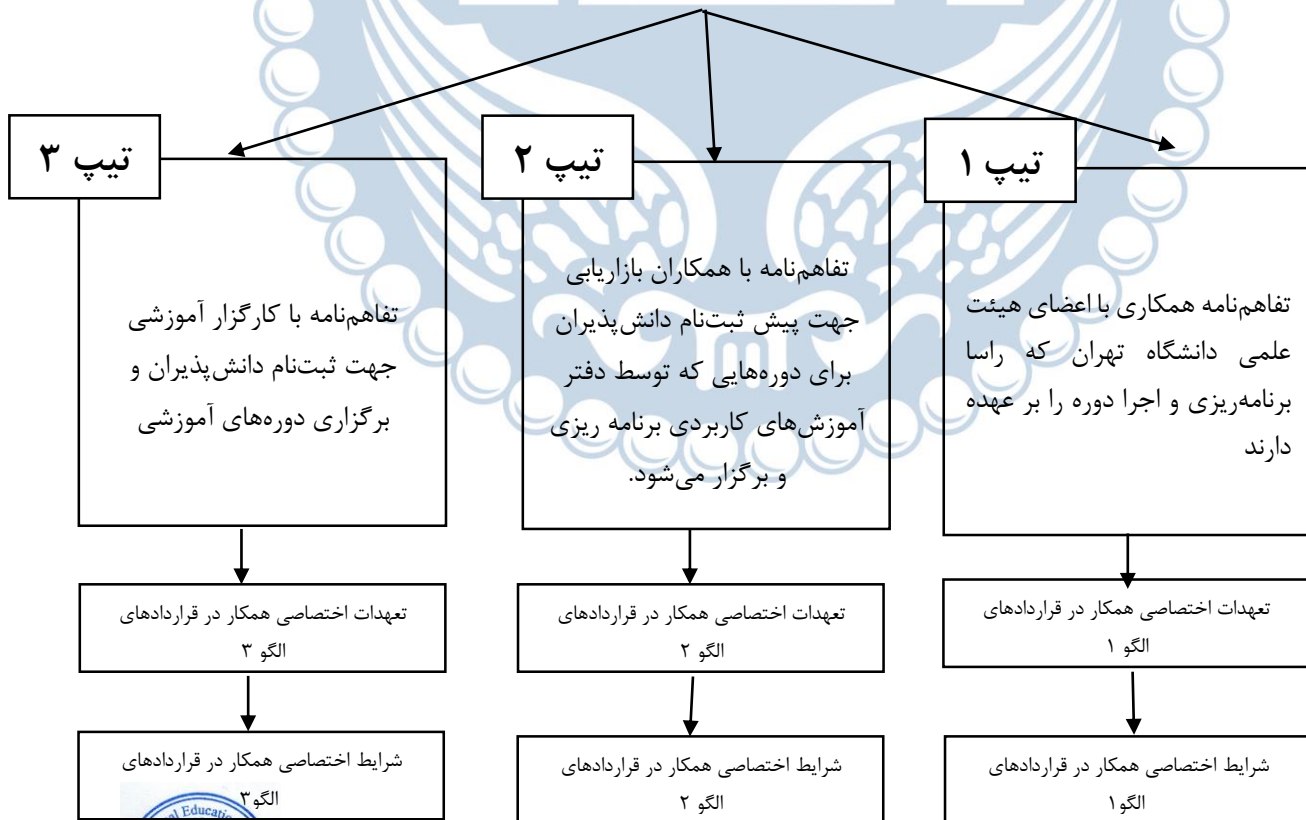 تیپ ۱
تفاهم‌نامه همکاری با اعضای هیئت
علمی دانشگاه تهران که راسا
برنامه‌ریزی و اجرا دوره را بر عهده
دارند
تعهدات اختصاصی همکار در قراردادهای
الگو ۱
شرایط اختصاصی همکار در قراردادهای
الگو۱
تیپ ۲
تفاهم‌نامه با همکاران بازاریابی
جهت پیش ثبت‌نام دانش‌پذیران
برای دوره‌هایی که توسط دفتر
آموزش‌های کاربردی برنامه ریزی
و برگزار می‌شود.
تعهدات اختصاصی همکار در قراردادهای
الگو ۲
شرایط اختصاصی همکار در قراردادهای
الگو ۲
تیپ ۳
تفاهم‌نامه با کارگزار آموزشی
جهت ثبت‌نام دانش‌پذیران و
برگزاری دوره‌های آموزشی
تعهدات اختصاصی همکار در قراردادهای
الگو ۳
شرایط اختصاصی همکار در قراردادهای
الگو۳